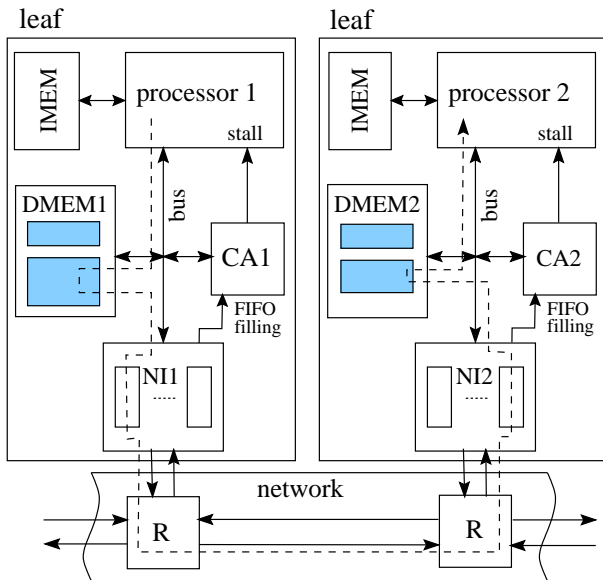 leaf
IMEM
processor 1
stall
DMEM1
bus
CA1
FIFO
filling
NI1
leaf
IMEM
processor 2
stall
DMEM2
bus
CA2
FIFO
filling
NI2
network
R
R